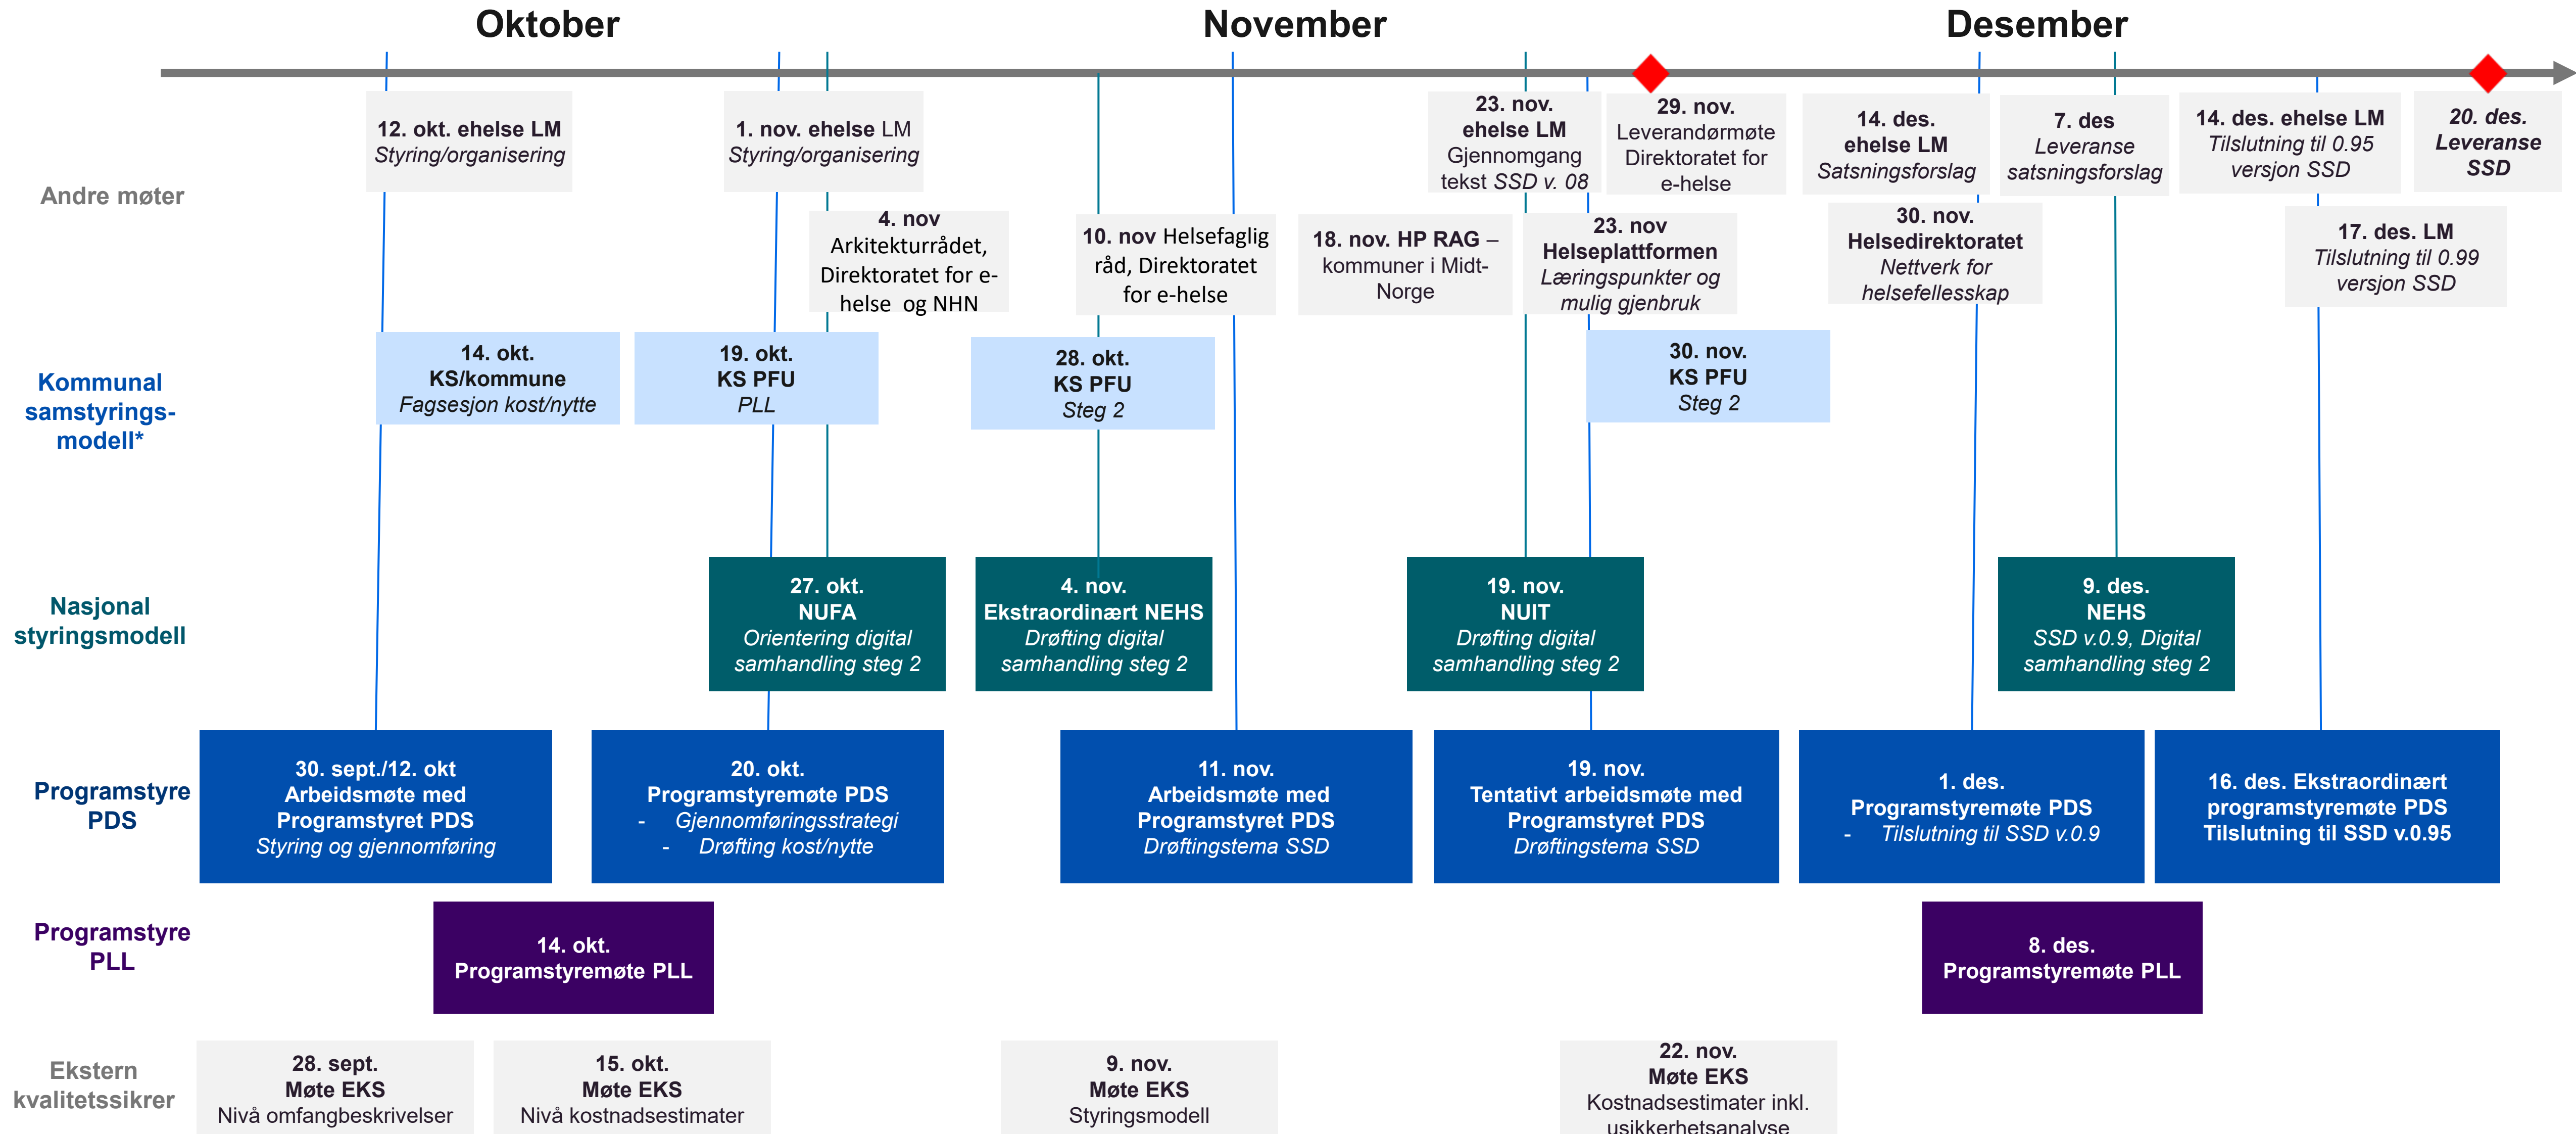 Oktober
November
Desember
Andre møter
12. okt. ehelse LM
Styring/organisering
1. nov. ehelse LM
Styring/organisering
23. nov.
ehelse LM
Gjennomgang
tekst SSD v. 08
29. nov.
Leverandørmøte
Direktoratet for
e-helse
14. des.
ehelse LM
Satsningsforslag
7. des
Leveranse
satsningsforslag
14. des. ehelse LM
Tilslutning til 0.95
versjon SSD
20. des.
Leveranse
SSD
4. nov
Arkitekturrådet,
Direktoratet for e-
helse og NHN
10. nov Helsefaglig
råd, Direktoratet
for e-helse
18. nov. HP RAG –
kommuner i Midt-
Norge
23. nov
Helseplattformen
Læringspunkter og
mulig gjenbruk
30. nov.
Helsedirektoratet
Nettverk for
helsefellesskap
17. des. LM
Tilslutning til 0.99
versjon SSD
Kommunal
samstyrings-
modell*
14. okt.
KS/kommune
Fagsesjon kost/nytte
19. okt.
KS PFU
PLL
28. okt.
KS PFU
Steg 2
30. nov.
KS PFU
Steg 2
Nasjonal
styringsmodell
27. okt.
NUFA
Orientering digital
samhandling steg 2
4. nov.
Ekstraordinært NEHS
Drøfting digital
samhandling steg 2
19. nov.
NUIT
Drøfting digital
samhandling steg 2
9. des.
NEHS
SSD v.0.9, Digital
samhandling steg 2
Programstyre
PDS
30. sept./12. okt
Arbeidsmøte med
Programstyret PDS
Styring og gjennomføring
20. okt.
Programstyremøte PDS
- Gjennomføringsstrategi
- Drøfting kost/nytte
11. nov.
Arbeidsmøte med
Programstyret PDS
Drøftingstema SSD
19. nov.
Tentativt arbeidsmøte med
Programstyret PDS
Drøftingstema SSD
1. des.
Programstyremøte PDS
- Tilslutning til SSD v.0.9
16. des. Ekstraordinært
programstyremøte PDS
Tilslutning til SSD v.0.95
Programstyre
PLL
14. okt.
Programstyremøte PLL
8. des.
Programstyremøte PLL
Ekstern
kvalitetssikrer
28. sept.
Møte EKS
Nivå omfangbeskrivelser
15. okt.
Møte EKS
Nivå kostnadsestimater
9. nov.
Møte EKS
Styringsmodell
22. nov.
Møte EKS
Kostnadsestimater inkl.
usikkerhetsanalyse